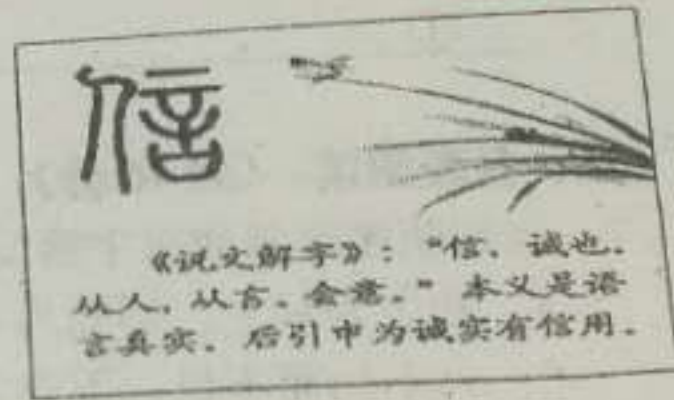 信
《说文解字》：“信，诚也。
从人，从言。会意。”本义是语
言真实。后引申为诚实有信用。